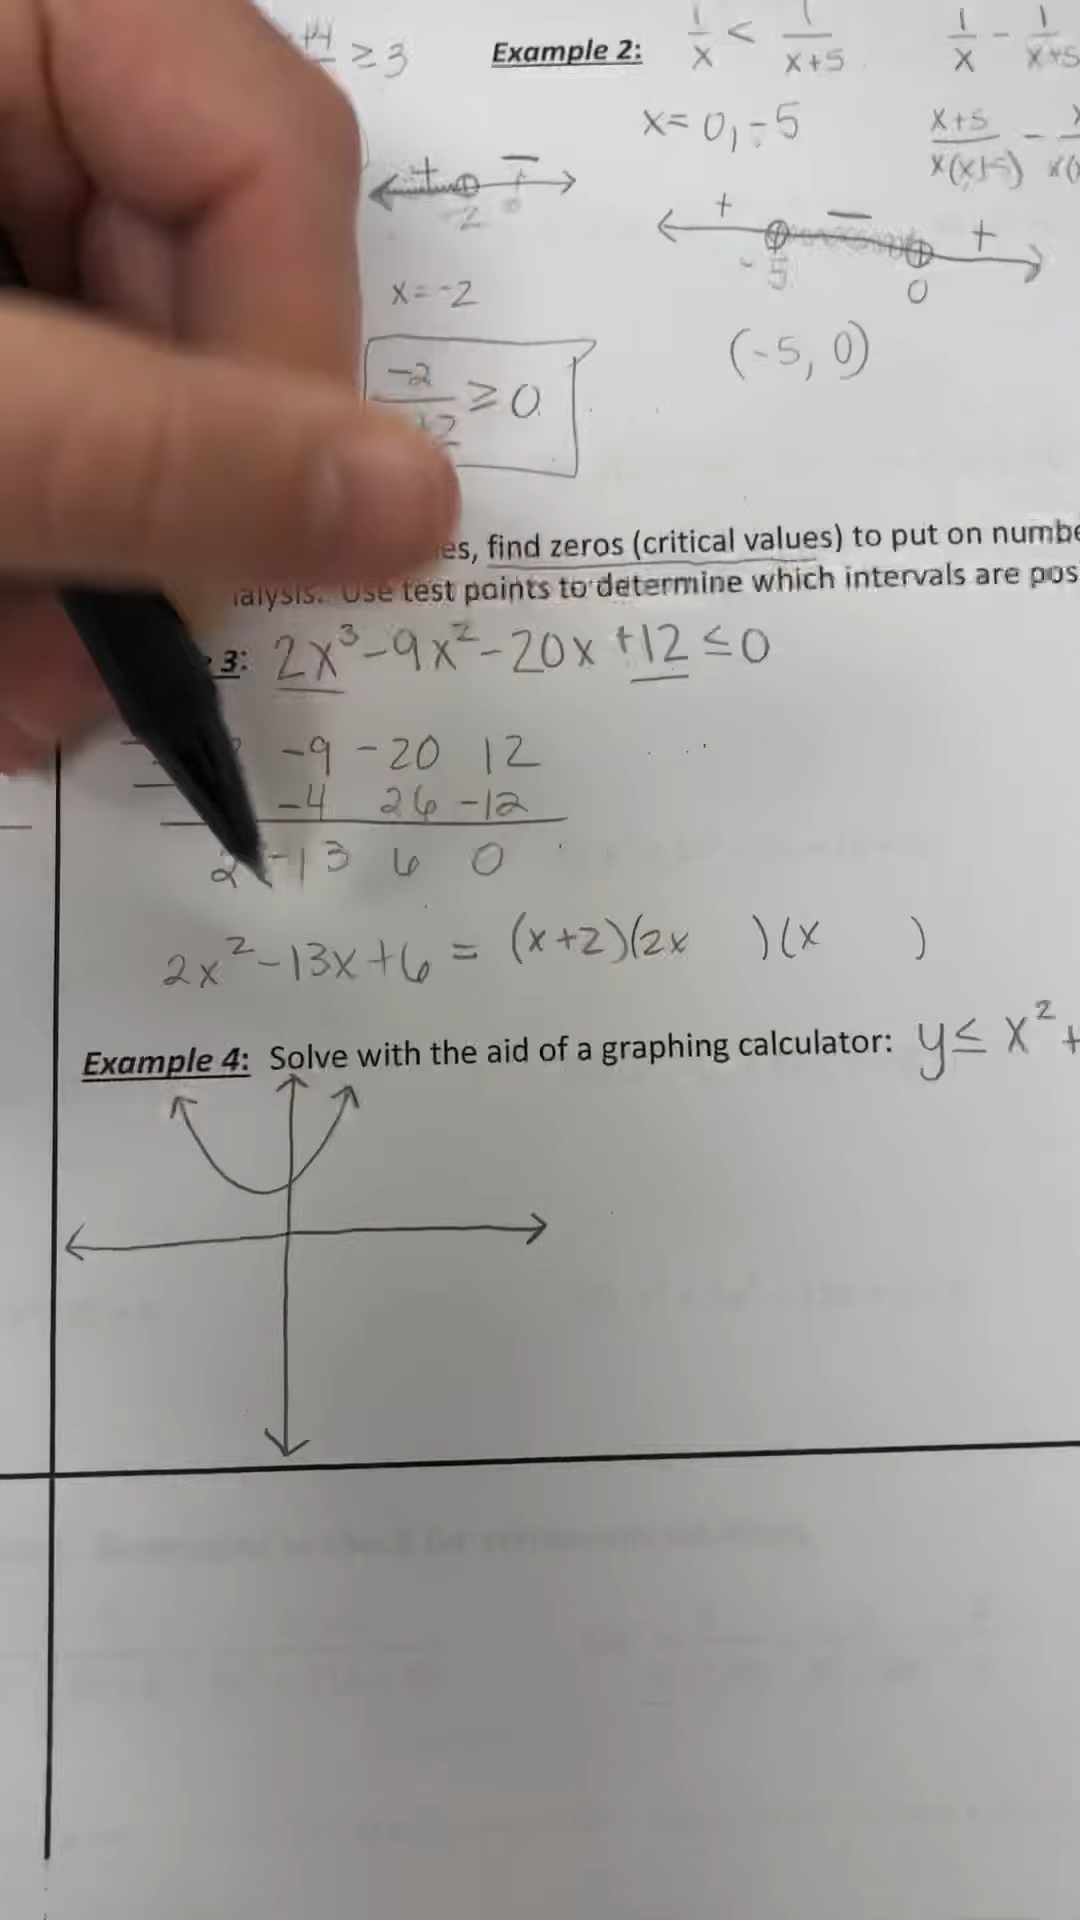 ≥ 3
Example 2: 1/x < 1/(x+5)
1/x - 1/(x+5
x = 0, -5
(x+5)/(x(x+5)) -
+ -
-2
+ - +
-5 0
x = -2
-2 ≥ 0
(-5, 0)
find zeros (critical values) to put on
Use test points to determine which intervals are pos
3: 2x³ - 9x² - 20x + 12 ≤ 0
-9 -20 12
-4 26 -12
2 -13 6 0
2x² - 13x + 6 = (x+2)(2x )(x )
Example 4: Solve with the aid of a graphing calculator: y ≤ x² +